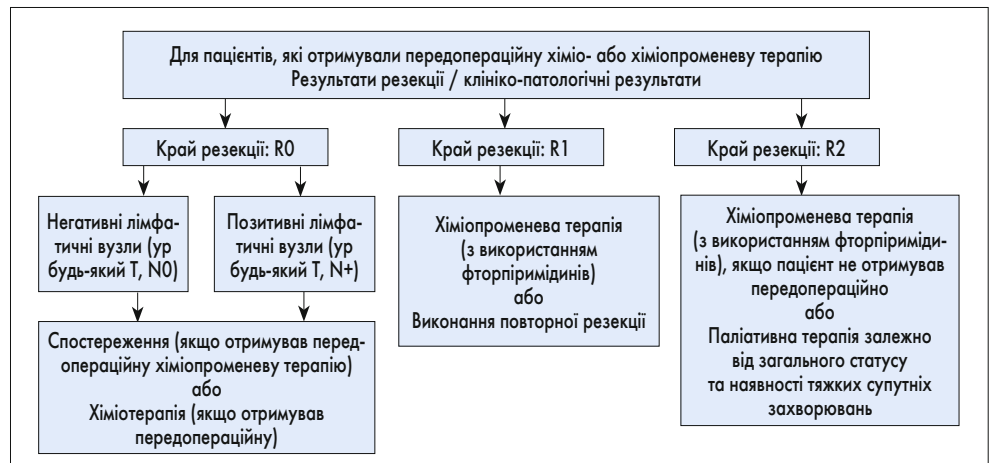 Для пацієнтів, які отримували передопераційну хіміо- або хіміопроменеву терапію
Результати резекції / клініко-патологічні результати
Край резекції: R0
Край резекції: R1
Край резекції: R2
Негативні лімфа-
тичні вузли (ур
будь-який T, N0)
Позитивні лімфа-
тичні вузли (ур
будь-який T, N+)
Спостереження (якщо отримував перед-
операційну хіміопроменеву терапію)
або
Хіміотерапія (якщо отримував
передопераційну)
Хіміопроменева терапія
(з використанням
фторпіримідинів)
або
Виконання повторної резекції
Хіміопроменева терапія
(з використанням фторпіриміди-
нів), якщо пацієнт не отримував
передопераційно
або
Паліативна терапія залежно
від загального статусу
та наявності тяжких супутніх
захворювань